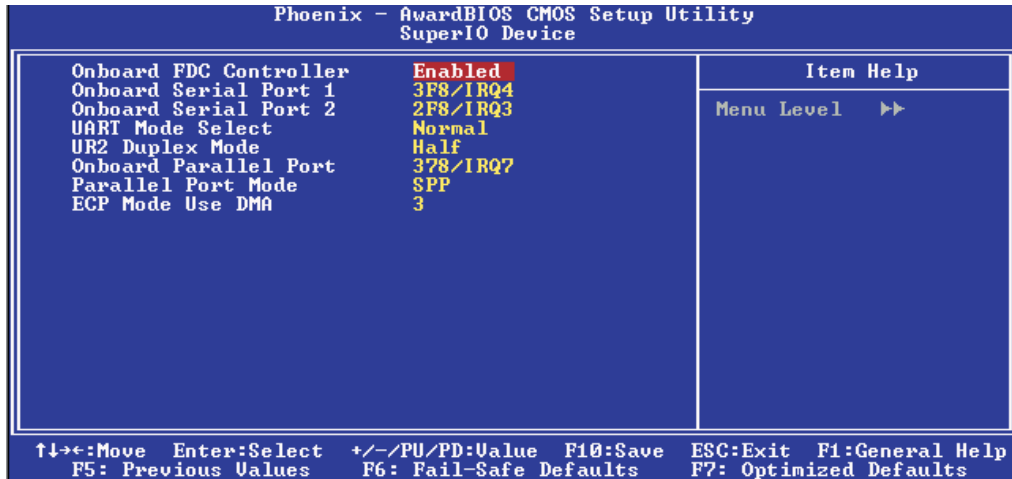 Phoenix - AwardBIOS CMOS Setup Utility
SuperIO Device
Onboard FDC Controller Enabled
Onboard Serial Port 1 3F8/IRQ4
Onboard Serial Port 2 2F8/IRQ3
UART Mode Select Normal
UR2 Duplex Mode Half
Onboard Parallel Port 378/IRQ7
Parallel Port Mode SPP
ECP Mode Use DMA 3
Item Help
Menu Level ►►
↑↓→←:Move Enter:Select +/-/PU/PD:Value F10:Save ESC:Exit F1:General Help
F5: Previous Values F6: Fail-Safe Defaults F7: Optimized Defaults